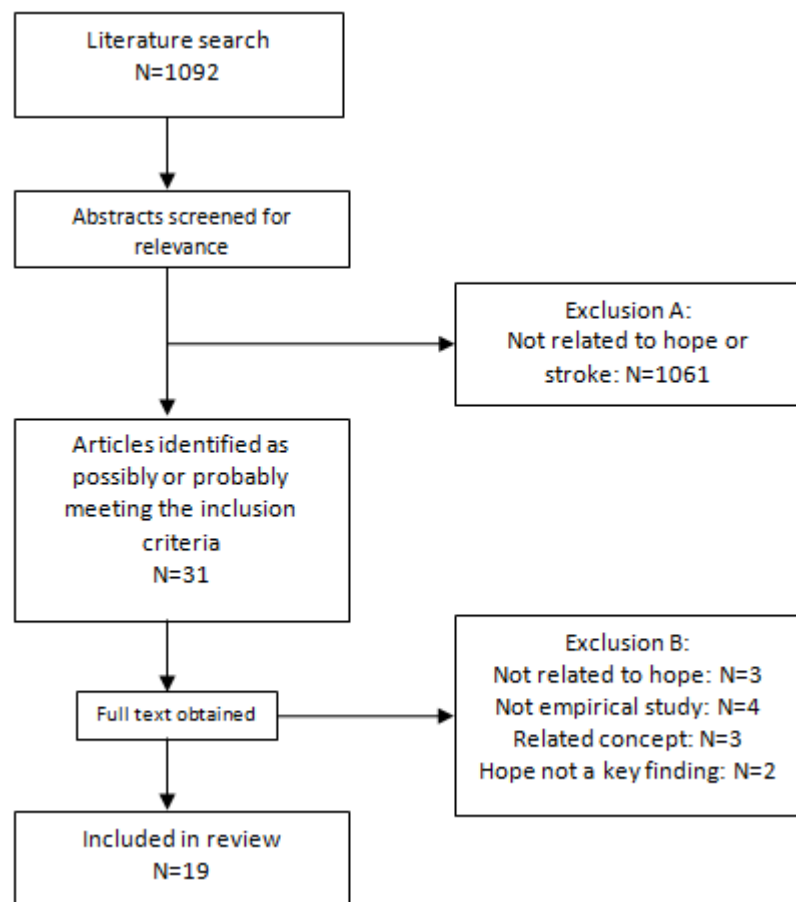 Literature search
N=1092
Abstracts screened for
relevance
Exclusion A:
Not related to hope or
stroke: N=1061
Articles identified as
possibly or probably
meeting the inclusion
criteria
N=31
Exclusion B:
Not related to hope: N=3
Not empirical study: N=4
Related concept: N=3
Hope not a key finding: N=2
Full text obtained
Included in review
N=19